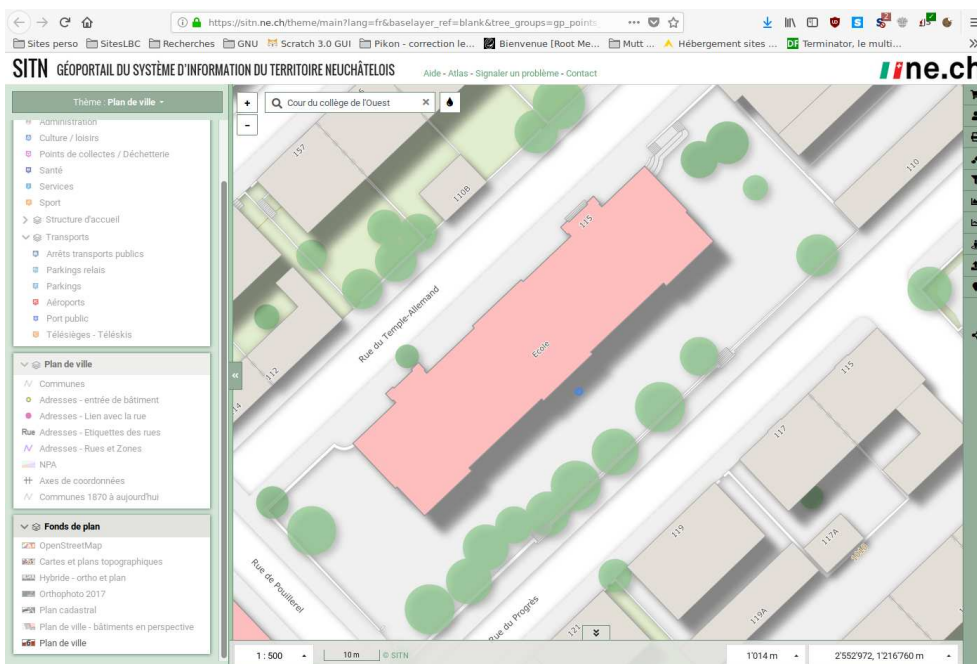 https://sitn.ne.ch/theme/main?lang=fr&baselayer_ref=blank&tree_groups=gp_points
Sites perso SitesLBC Recherches GNU Scratch 3.0 GUI Pikon - correction le... Bienvenue [Root Me... Mutt ... Hébergement sites ... DF Terminator, le multi...
SITN GÉOPORTAIL DU SYSTÈME D'INFORMATION DU TERRITOIRE NEUCHÂTELOIS
Aide - Atlas - Signaler un problème - Contact
ne.ch
Thème : Plan de ville
Administration
Culture / loisirs
Points de collectes / Déchetterie
Santé
Services
Sport
Structure d'accueil
Transports
Arrêts transports publics
Parkings relais
Parkings
Aéroports
Port public
Télésièges - Téléskis
Plan de ville
Communes
Adresses - entrée de bâtiment
Adresses - Lien avec la rue
Rue Adresses - Etiquettes des rues
Adresses - Rues et Zones
NPA
Axes de coordonnées
Communes 1870 à aujourd'hui
Fonds de plan
OpenStreetMap
Cartes et plans topographiques
Hybride - ortho et plan
Orthophoto 2017
Plan cadastral
Plan de ville - bâtiments en perspective
Plan de ville
+
-
Cour du collège de l'Ouest ×
157
110B
110
115
Rue du Temple-Allemand
Ecole
112
114
115
117
119
117A
119A
121
Rue de Pouillerel
Rue du Progrès
1 : 500
10 m
© SITN
1'014 m
2'552'972, 1'216'760 m